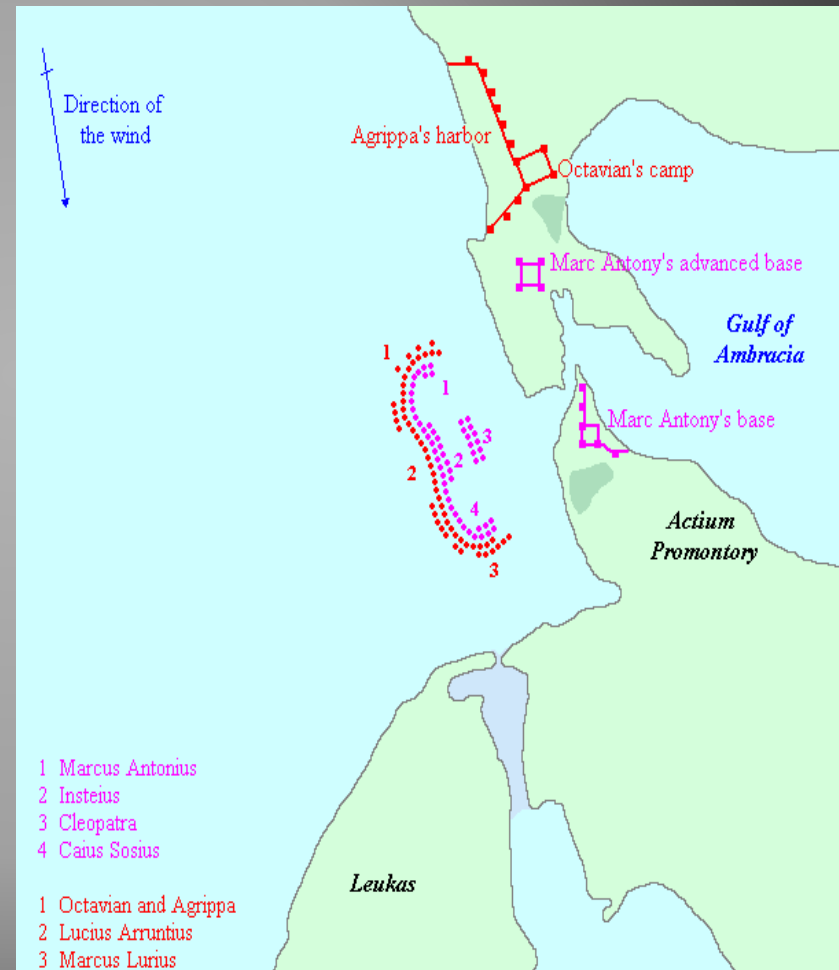 Direction of
the wind
Agrippa's harbor
Octavian's camp
Marc Antony's advanced base
Gulf of
Ambracia
1
1
Marc Antony's base
3
2
2
4
Actium
Promontory
3
1 Marcus Antonius
2 Insteius
3 Cleopatra
4 Caius Sosius
Leukas
1 Octavian and Agrippa
2 Lucius Arruntius
3 Marcus Lurius